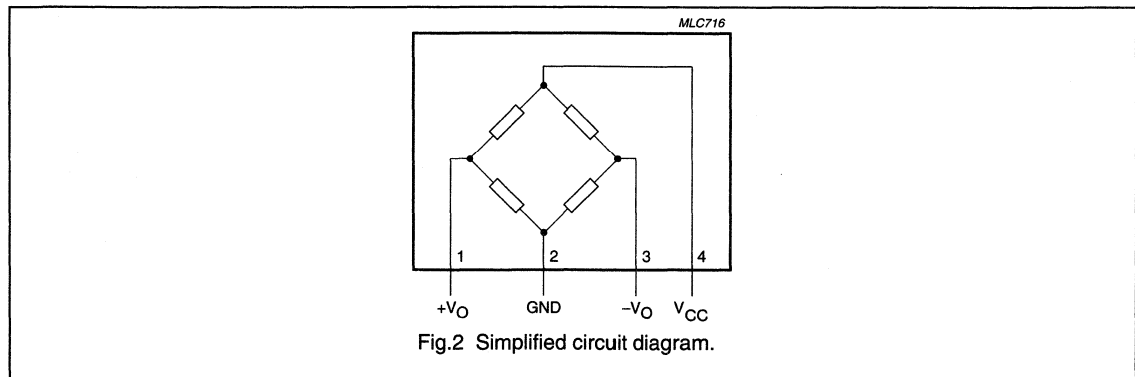 MLC716
1 2 3 4
+VO GND −VO VCC
Fig.2 Simplified circuit diagram.